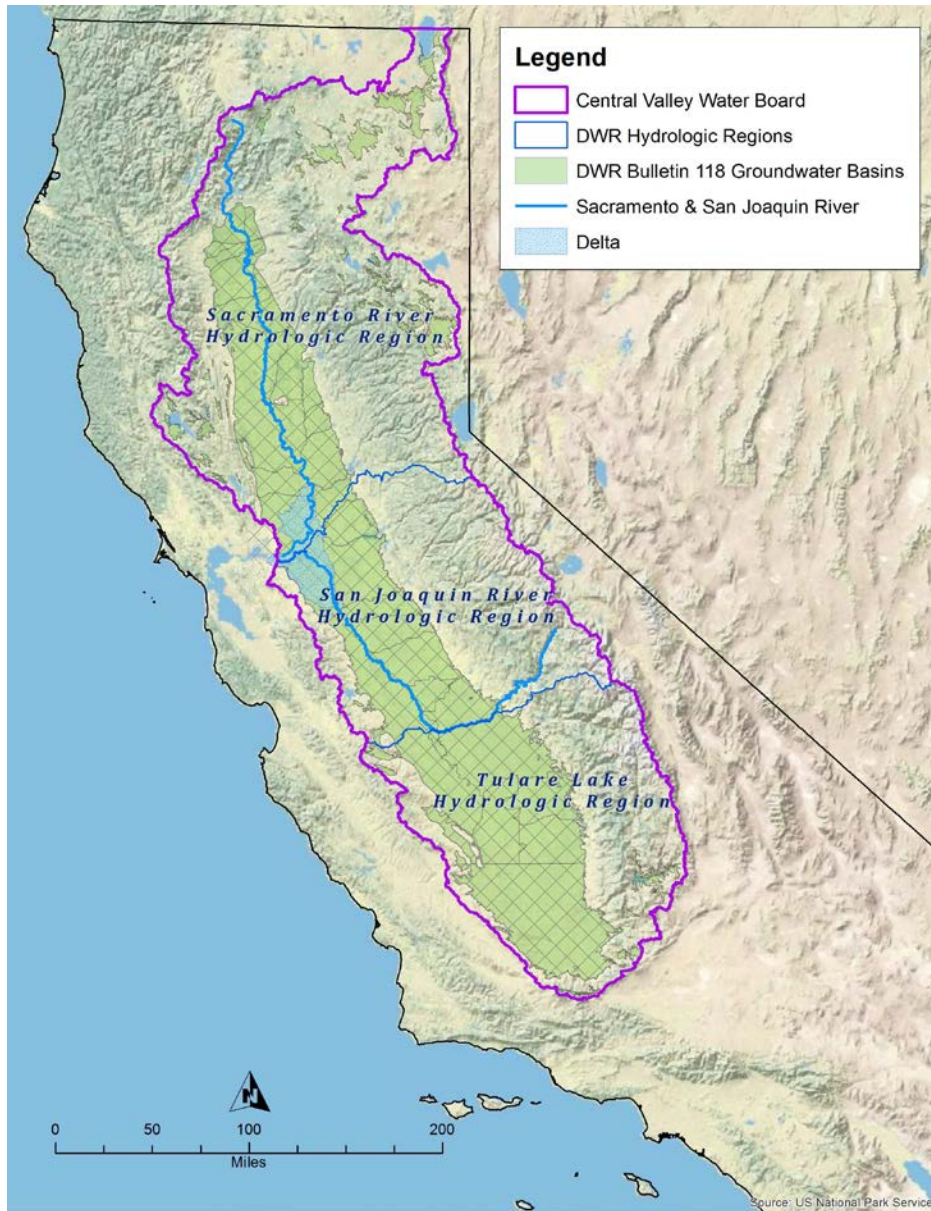 Legend
Central Valley Water Board
DWR Hydrologic Regions
DWR Bulletin 118 Groundwater Basins
Sacramento & San Joaquin River
Delta
Sacramento River
Hydrologic Region
San Joaquin River
Hydrologic Region
Tulare Lake
Hydrologic Region
N
0 50 100 200
Miles
Source: US National Park Service